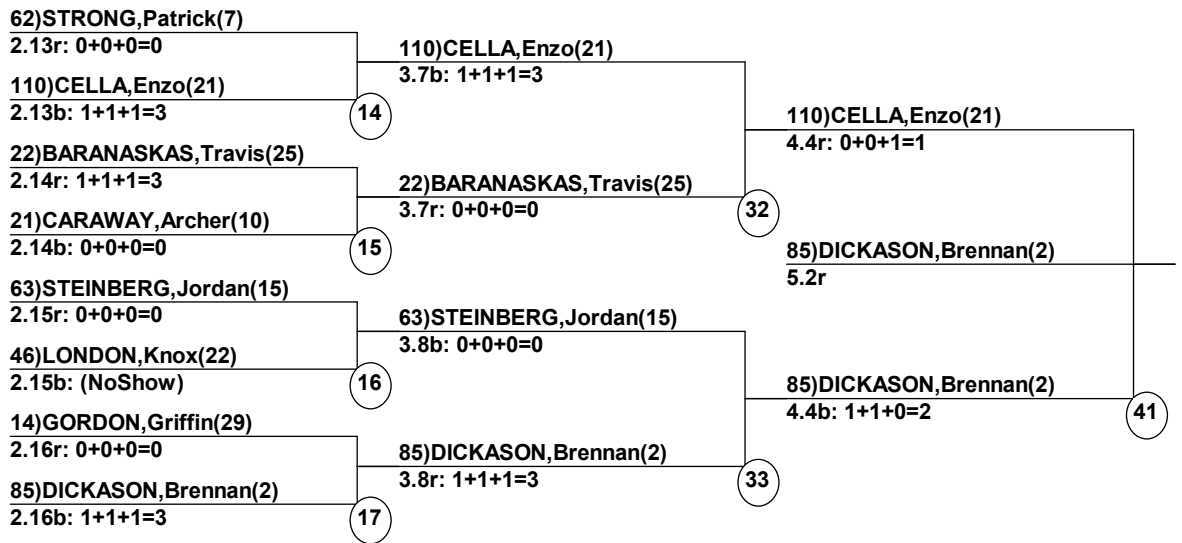 62)STRONG,Patrick(7)
2.13r: 0+0+0=0
110)CELLA,Enzo(21)
2.13b: 1+1+1=3
14
22)BARANASKAS,Travis(25)
2.14r: 1+1+1=3
21)CARAWAY,Archer(10)
2.14b: 0+0+0=0
15
63)STEINBERG,Jordan(15)
2.15r: 0+0+0=0
46)LONDON,Knox(22)
2.15b: (NoShow)
16
14)GORDON,Griffin(29)
2.16r: 0+0+0=0
85)DICKASON,Brennan(2)
2.16b: 1+1+1=3
17
110)CELLA,Enzo(21)
3.7b: 1+1+1=3
22)BARANASKAS,Travis(25)
3.7r: 0+0+0=0
32
63)STEINBERG,Jordan(15)
3.8b: 0+0+0=0
85)DICKASON,Brennan(2)
3.8r: 1+1+1=3
33
110)CELLA,Enzo(21)
4.4r: 0+0+1=1
85)DICKASON,Brennan(2)
5.2r
85)DICKASON,Brennan(2)
4.4b: 1+1+0=2
41